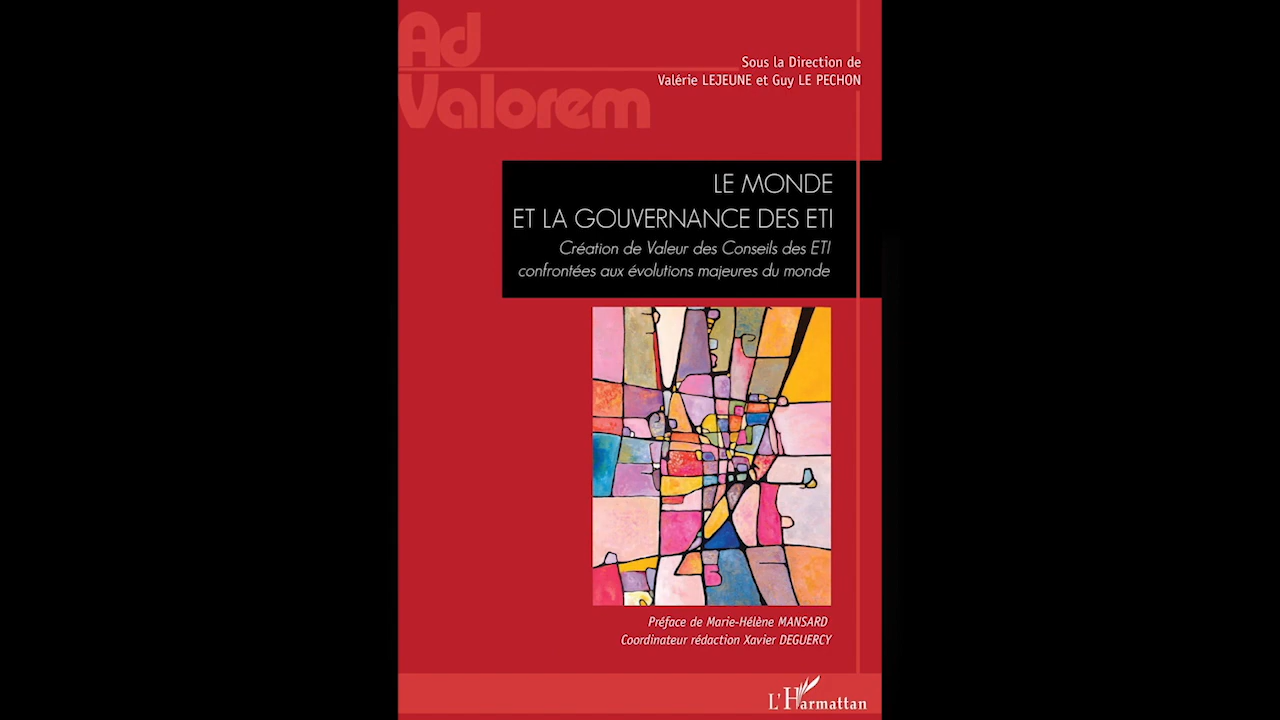 Ad
Valorem
Sous la Direction de
Valérie LEJEUNE et Guy LE PECHON
LE MONDE
ET LA GOUVERNANCE DES ETI
Création de Valeur des Conseils des ETI
confrontées aux évolutions majeures du monde
Préface de Marie-Hélène MANSARD
Coordinateur rédaction Xavier DEGUERCY
L'Harmattan